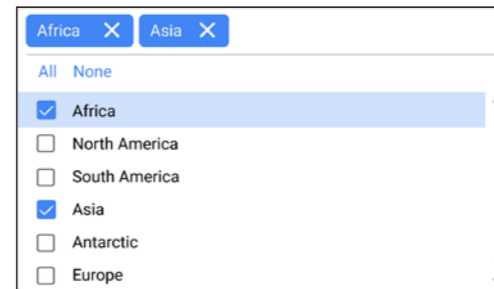 Africa Asia
All None
Africa
North America
South America
Asia
Antarctic
Europe